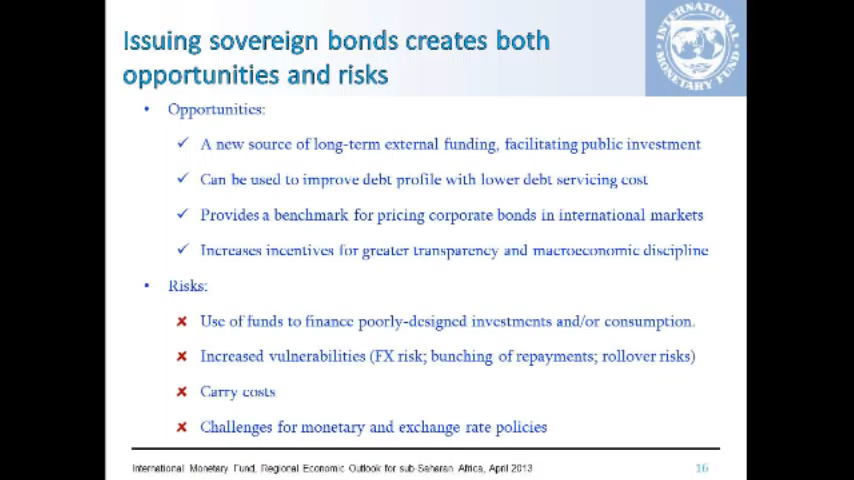 Issuing sovereign bonds creates both
opportunities and risks
INTERNATIONAL
MONETARY FUND
• Opportunities:
✓ A new source of long-term external funding, facilitating public investment
✓ Can be used to improve debt profile with lower debt servicing cost
✓ Provides a benchmark for pricing corporate bonds in international markets
✓ Increases incentives for greater transparency and macroeconomic discipline
• Risks:
✘ Use of funds to finance poorly-designed investments and/or consumption.
✘ Increased vulnerabilities (FX risk; bunching of repayments; rollover risks)
✘ Carry costs
✘ Challenges for monetary and exchange rate policies
International Monetary Fund, Regional Economic Outlook for sub-Saharan Africa, April 2013
16